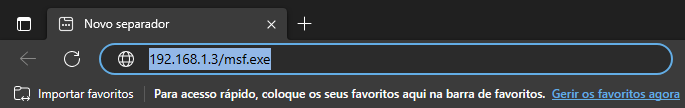 Novo separador
192.168.1.3/msf.exe
Importar favoritos Para acesso rápido, coloque os seus favoritos aqui na barra de favoritos. Gerir os favoritos agora